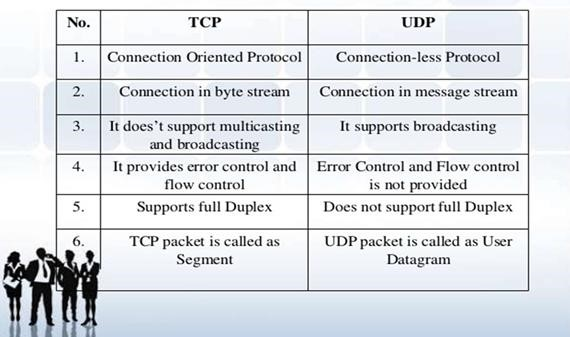 No. TCP UDP
1. Connection Oriented Protocol Connection-less Protocol
2. Connection in byte stream Connection in message stream
3. It does't support multicasting It supports broadcasting
and broadcasting
4. It provides error control and Error Control and Flow control
flow control is not provided
5. Supports full Duplex Does not support full Duplex
6. TCP packet is called as UDP packet is called as User
Segment Datagram